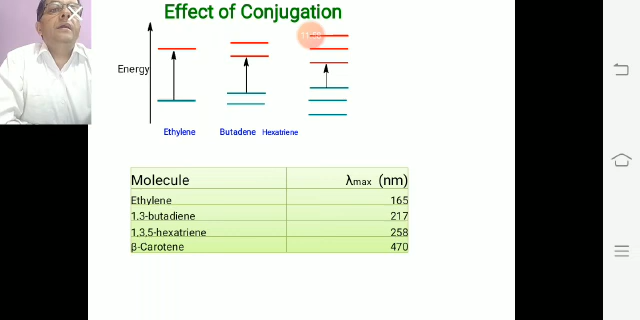 Effect of Conjugation
Energy
Ethylene Butadene Hexatriene
Molecule λmax (nm)
Ethylene 165
1,3-butadiene 217
1,3,5-hexatriene 258
β-Carotene 470